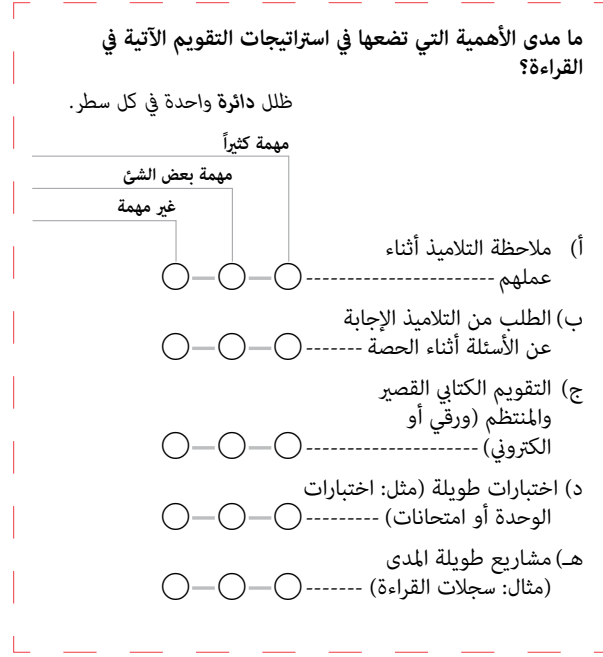 ما مدى الأهمية التي تضعها في استراتيجات التقويم الآتية في
القراءة؟
ظلل دائرة واحدة في كل سطر.
مهمة كثيراً
مهمة بعض الشئ
غير مهمة
أ) ملاحظة التلاميذ أثناء
عملهم
ب) الطلب من التلاميذ الإجابة
عن الأسئلة أثناء الحصة
ج) التقويم الكتابي القصير
والمنتظم (ورقي أو
الكتروني)
د) اختبارات طويلة (مثل: اختبارات
الوحدة أو امتحانات)
هـ) مشاريع طويلة المدى
(مثال: سجلات القراءة)